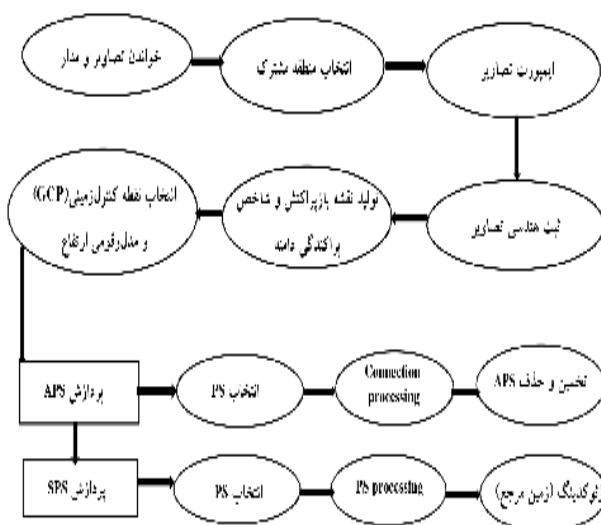 خواندن تصاویر و مدار
انتخاب منطقه مشترک
ایمپورت تصاویر
ثبت هندسی تصاویر
تولید نقشه بازپراکنش و شاخص
پراکندگی دامنه
انتخاب نقطه کنترل‌زمینی(GCP)
و مدل‌رقومی ارتفاع
پردازش APS
انتخاب PS
Connection
processing
تخمین و حذف APS
پردازش SPS
انتخاب PS
PS processing
ژئوکدینگ (زمین مرجع)